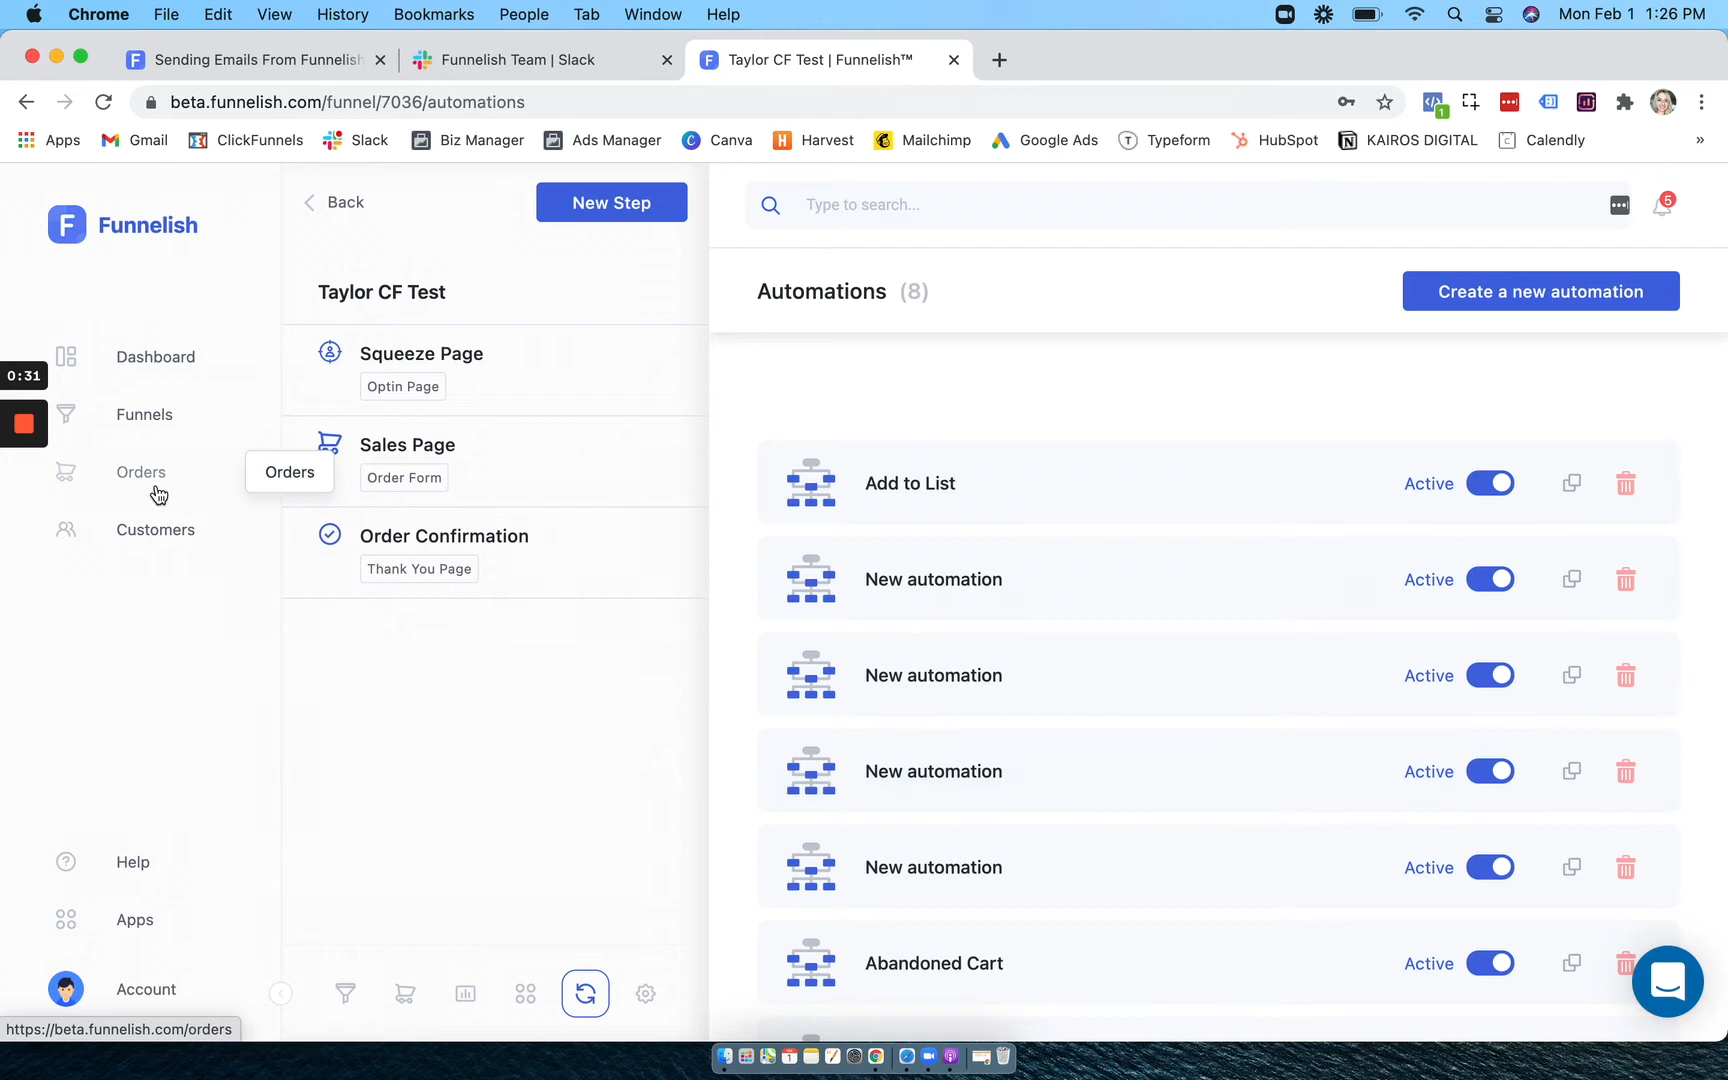 Chrome File Edit View History Bookmarks People Tab Window Help Mon Feb 1 1:26 PM
Sending Emails From Funnelish
Funnelish Team | Slack
Taylor CF Test | Funnelish™
beta.funnelish.com/funnel/7036/automations
1
Apps Gmail ClickFunnels Slack Biz Manager Ads Manager Canva Harvest Mailchimp Google Ads Typeform HubSpot KAIROS DIGITAL Calendly »
F Funnelish
Back
New Step
Type to search...
5
Taylor CF Test
Automations (8)
Create a new automation
Dashboard
0:31
Funnels
Orders
Orders
Customers
Squeeze Page
Optin Page
Sales Page
Order Form
Order Confirmation
Thank You Page
Add to List Active
New automation Active
New automation Active
New automation Active
New automation Active
Abandoned Cart Active
Help
Apps
Account
https://beta.funnelish.com/orders